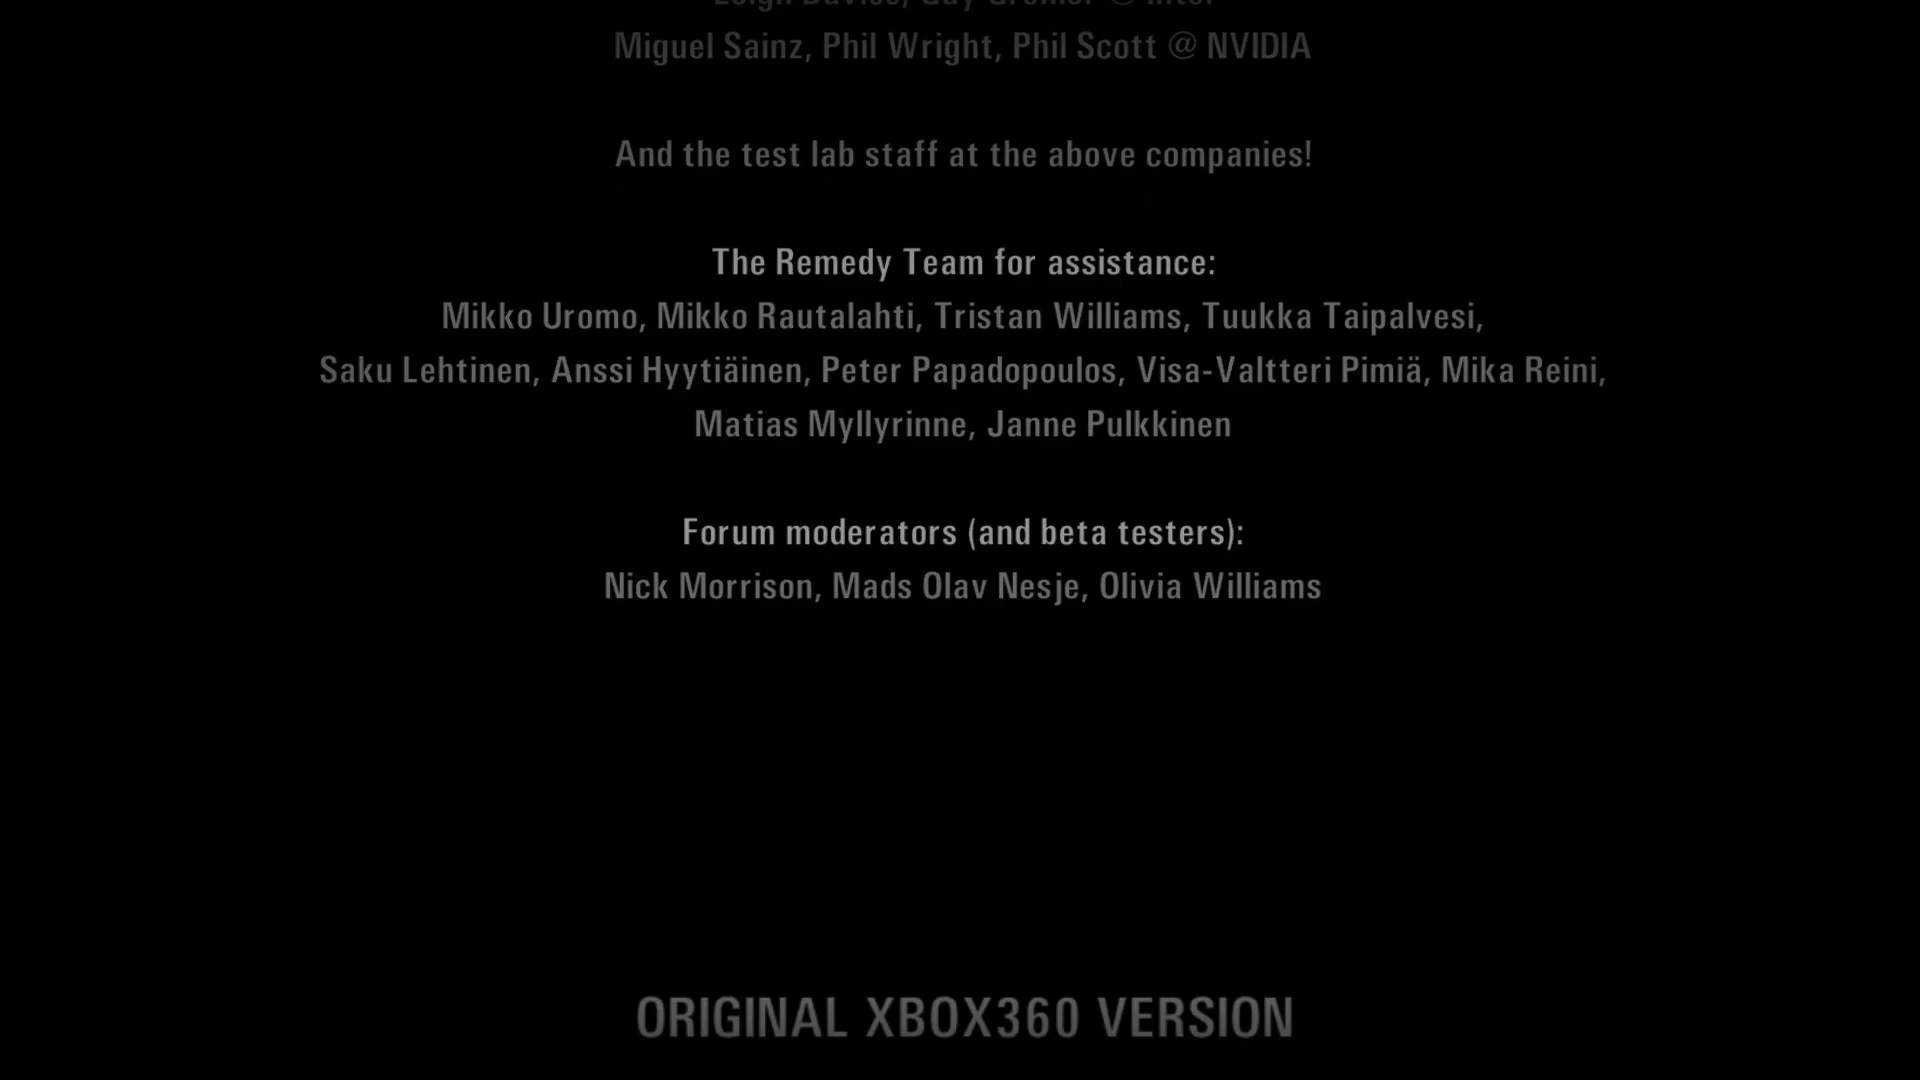 Miguel Sainz, Phil Wright, Phil Scott @ NVIDIA
And the test lab staff at the above companies!
The Remedy Team for assistance:
Mikko Uromo, Mikko Rautalahti, Tristan Williams, Tuukka Taipalvesi,
Saku Lehtinen, Anssi Hyytiäinen, Peter Papadopoulos, Visa-Valtteri Pimiä, Mika Reini,
Matias Myllyrinne, Janne Pulkkinen
Forum moderators (and beta testers):
Nick Morrison, Mads Olav Nesje, Olivia Williams
ORIGINAL XBOX360 VERSION